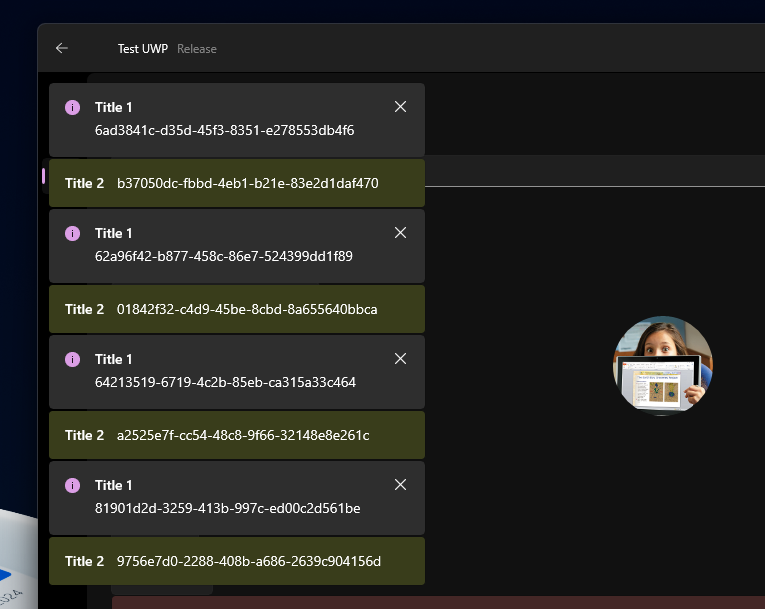 Test UWP Release
Title 1
6ad3841c-d35d-45f3-8351-e278553db4f6
Title 2 b37050dc-fbbd-4eb1-b21e-83e2d1daf470
Title 1
62a96f42-b877-458c-86e7-524399dd1f89
Title 2 01842f32-c4d9-45be-8cbd-8a655640bbca
Title 1
64213519-6719-4c2b-85eb-ca315a33c464
Title 2 a2525e7f-cc54-48c8-9f66-32148e8e261c
Title 1
81901d2d-3259-413b-997c-ed00c2d561be
Title 2 9756e7d0-2288-408b-a686-2639c904156d